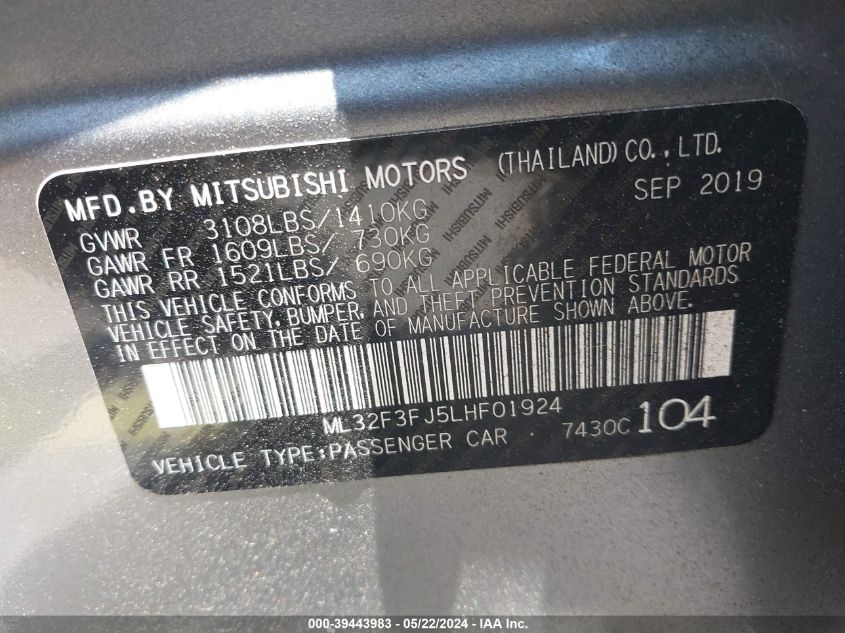 MFD.BY MITSUBISHI MOTORS (THAILAND) CO., LTD.
SEP 2019
GVWR 3108LBS/1410KG
GAWR FR 1609LBS/ 730KG
GAWR RR 1521LBS/ 690KG
THIS VEHICLE CONFORMS TO ALL APPLICABLE FEDERAL MOTOR
VEHICLE SAFETY, BUMPER, AND THEFT PREVENTION STANDARDS
IN EFFECT ON THE DATE OF MANUFACTURE SHOWN ABOVE.
ML32F3FJ5LHF01924
VEHICLE TYPE:PASSENGER CAR · 7430C 104
000-39443983 / 05/22/2024 - IAA Inc.